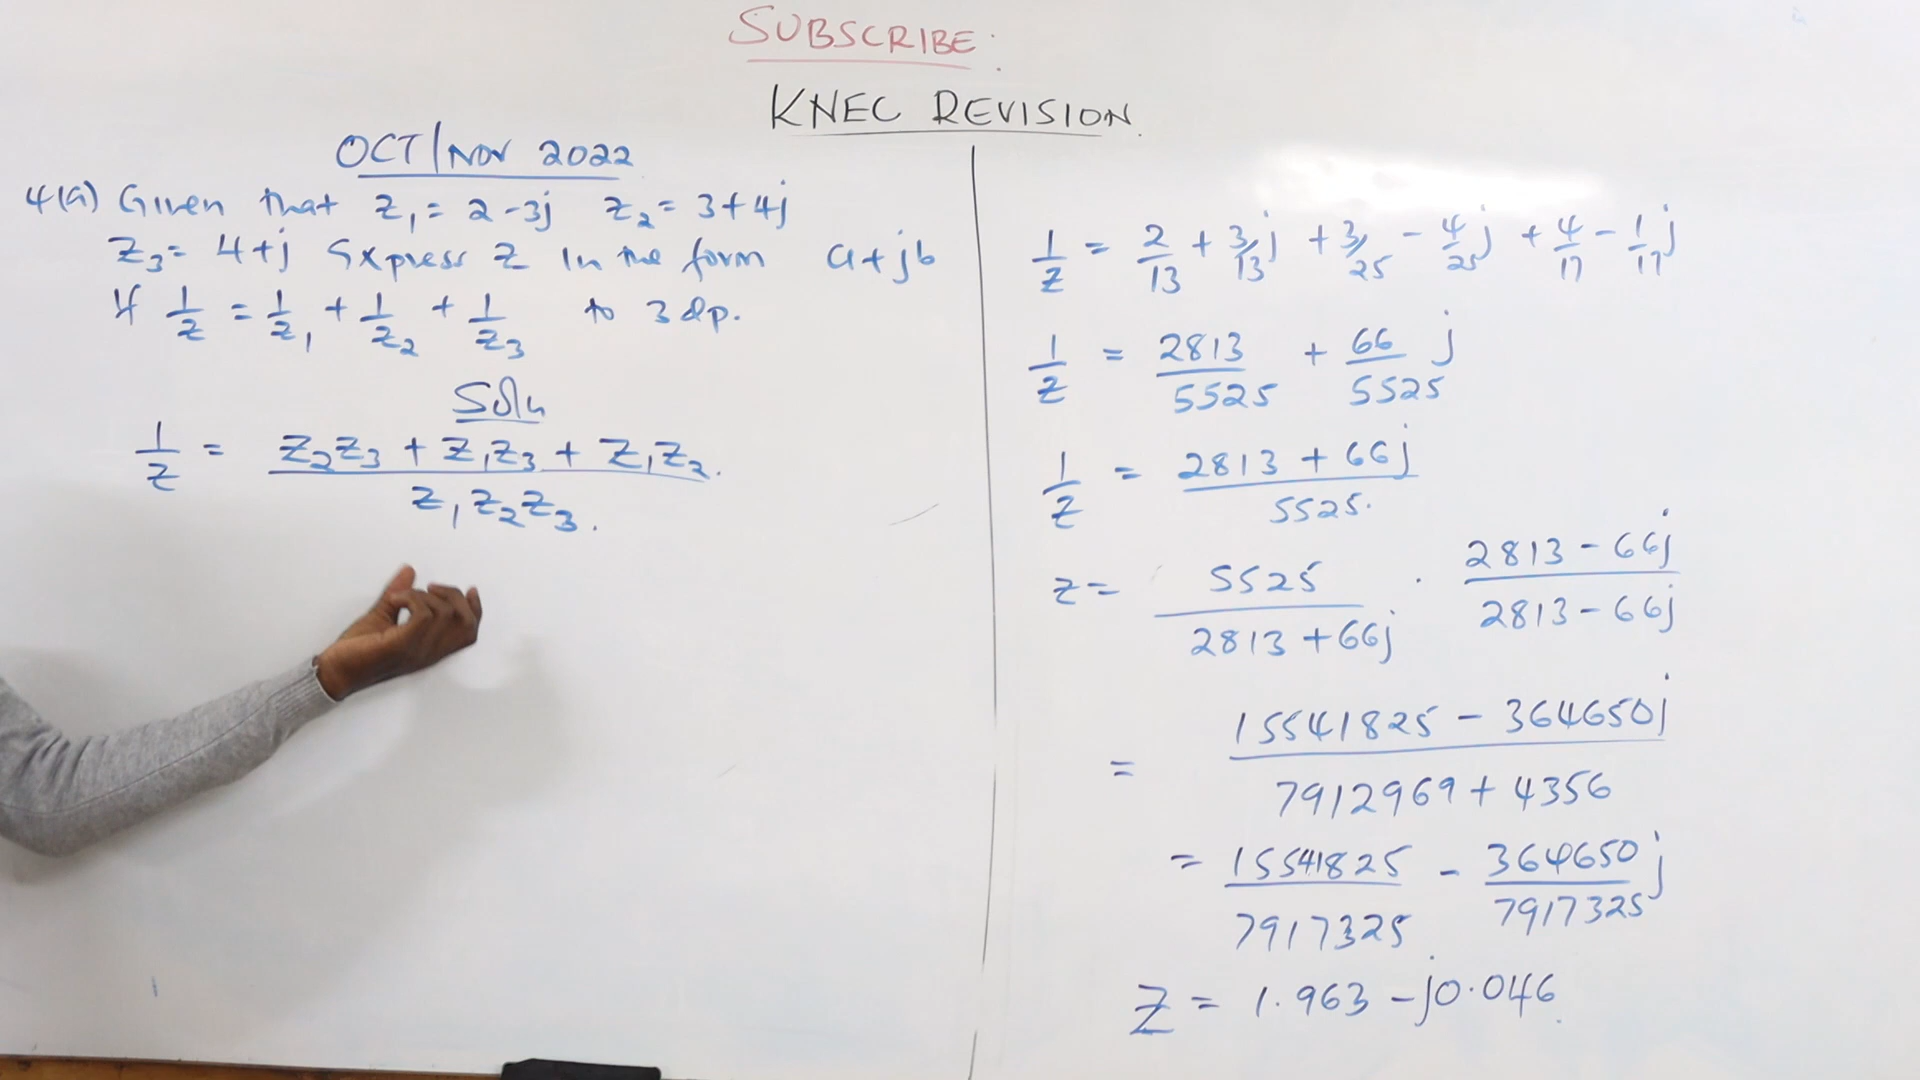 SUBSCRIBE:
KNEC REVISION.
OCT/NOV 2022
4(a) Given that z₁ = 2 - 3j z₂ = 3 + 4j
z₃ = 4 + j Express z in the form a + jb
If 1/z = 1/z₁ + 1/z₂ + 1/z₃ to 3 dp.
Soln
1/z = (z₂z₃ + z₁z₃ + z₁z₂)/(z₁z₂z₃).
1/z = 2/13 + 3/13 j + 3/25 - 4/25 j + 4/17 - 1/17 j
1/z = 2813/5525 + 66/5525 j
1/z = (2813 + 66j)/5525.
z = 5525/(2813 + 66j) · (2813 - 66j)/(2813 - 66j)
= (15541825 - 364650j)/(7912969 + 4356)
= 15541825/7917325 - 364650/7917325 j
Z = 1.963 - j0.046.